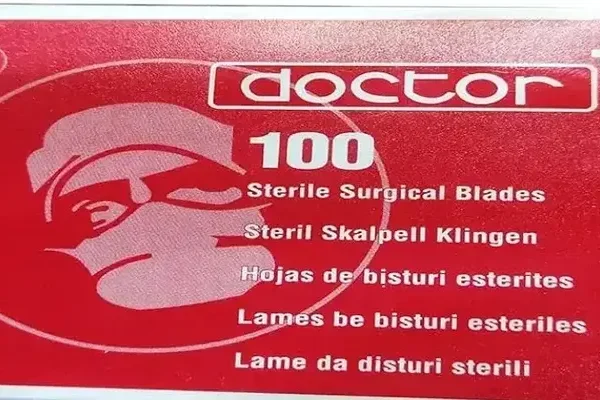 doctor
100
Sterile Surgical Blades
Steril Skalpell Klingen
Hojas de bisturi esterites
Lames be bisturi esteriles
Lame da disturi sterili